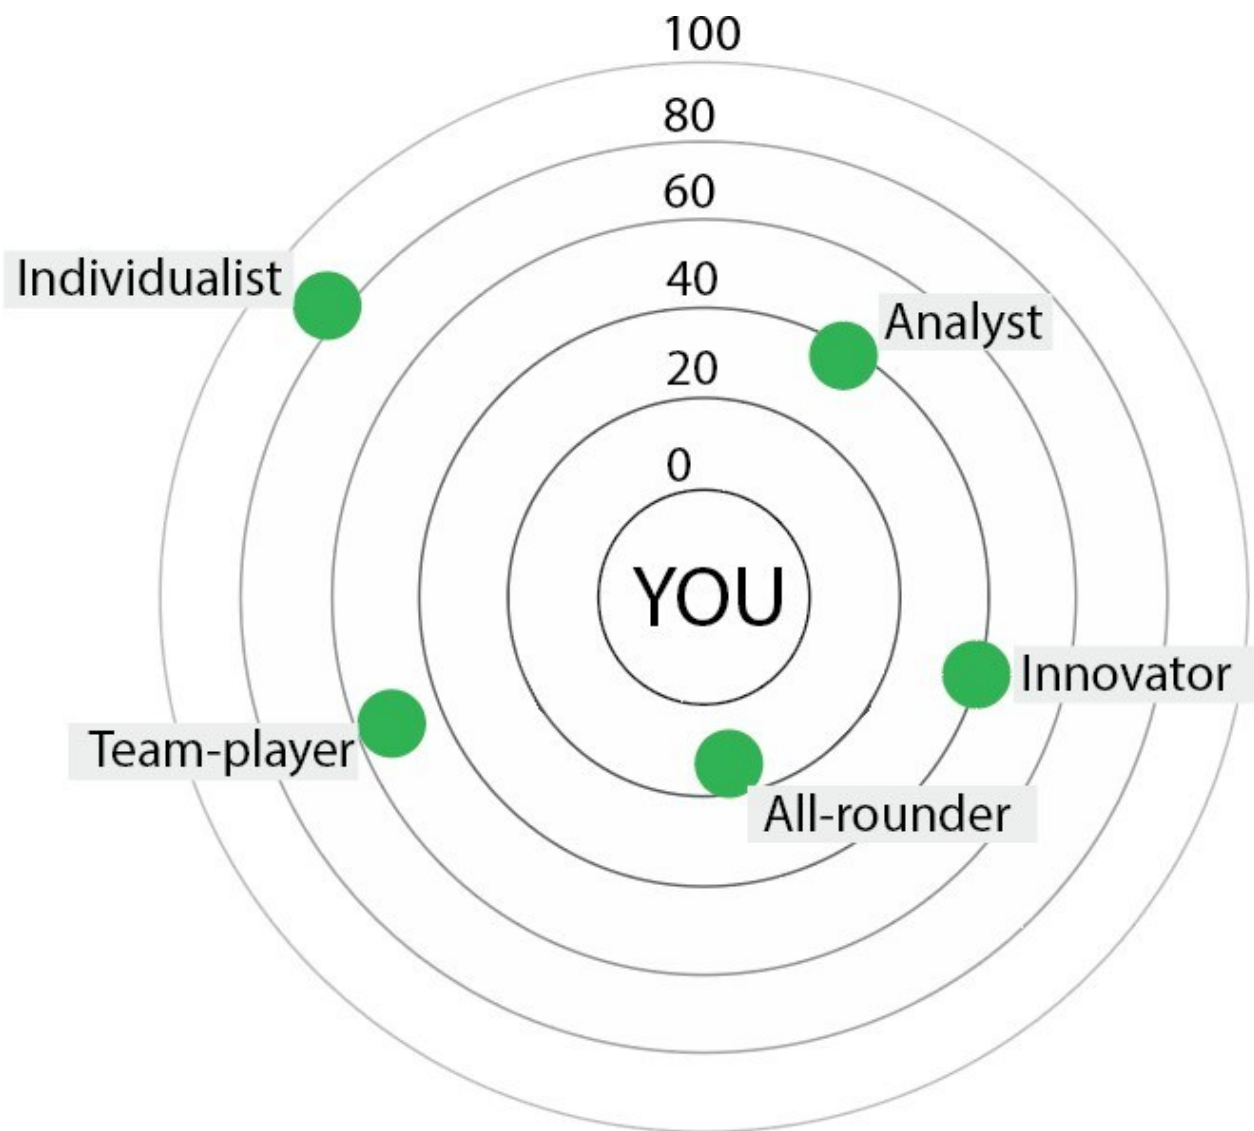 100
80
60
40
20
0
YOU
Individualist
Analyst
Innovator
Team-player
All-rounder